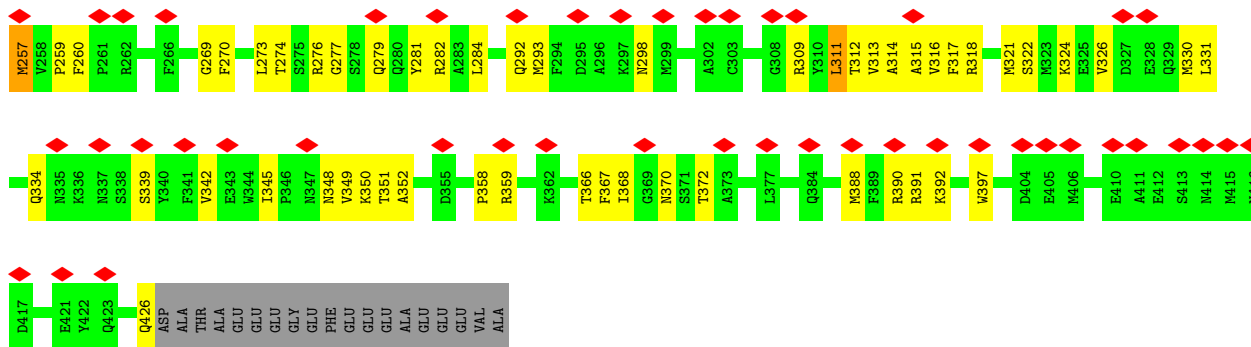 M257 V258 P259 F260 P261 R262 F266 G269 F270 L273 T274 S275 R276 G277 S278 Q279 Q280 Y281 R282 A283 L284 Q292 M293 F294 D295 A296 K297 N298 M299 A302 C303 G308 R309 Y310 L311 T312 V313 A314 A315 V316 F317 R318 M321 S322 M323 K324 E325 V326 D327 E328 Q329 M330 L331
Q334 N335 K336 N337 S338 S339 Y340 F341 V342 E343 W344 I345 P346 N347 N348 V349 K350 T351 A352 D355 P358 R359 K362 T366 F367 I368 G369 N370 S371 T372 A373 L377 Q384 M388 F389 R390 R391 K392 W397 D404 E405 M406 E410 A411 E412 S413 N414 M415
D417 E421 Y422 Q423 Q426 ASP ALA THR ALA GLU GLU GLU GLY GLU PHE GLU GLU GLU ALA GLU GLU GLU VAL ALA